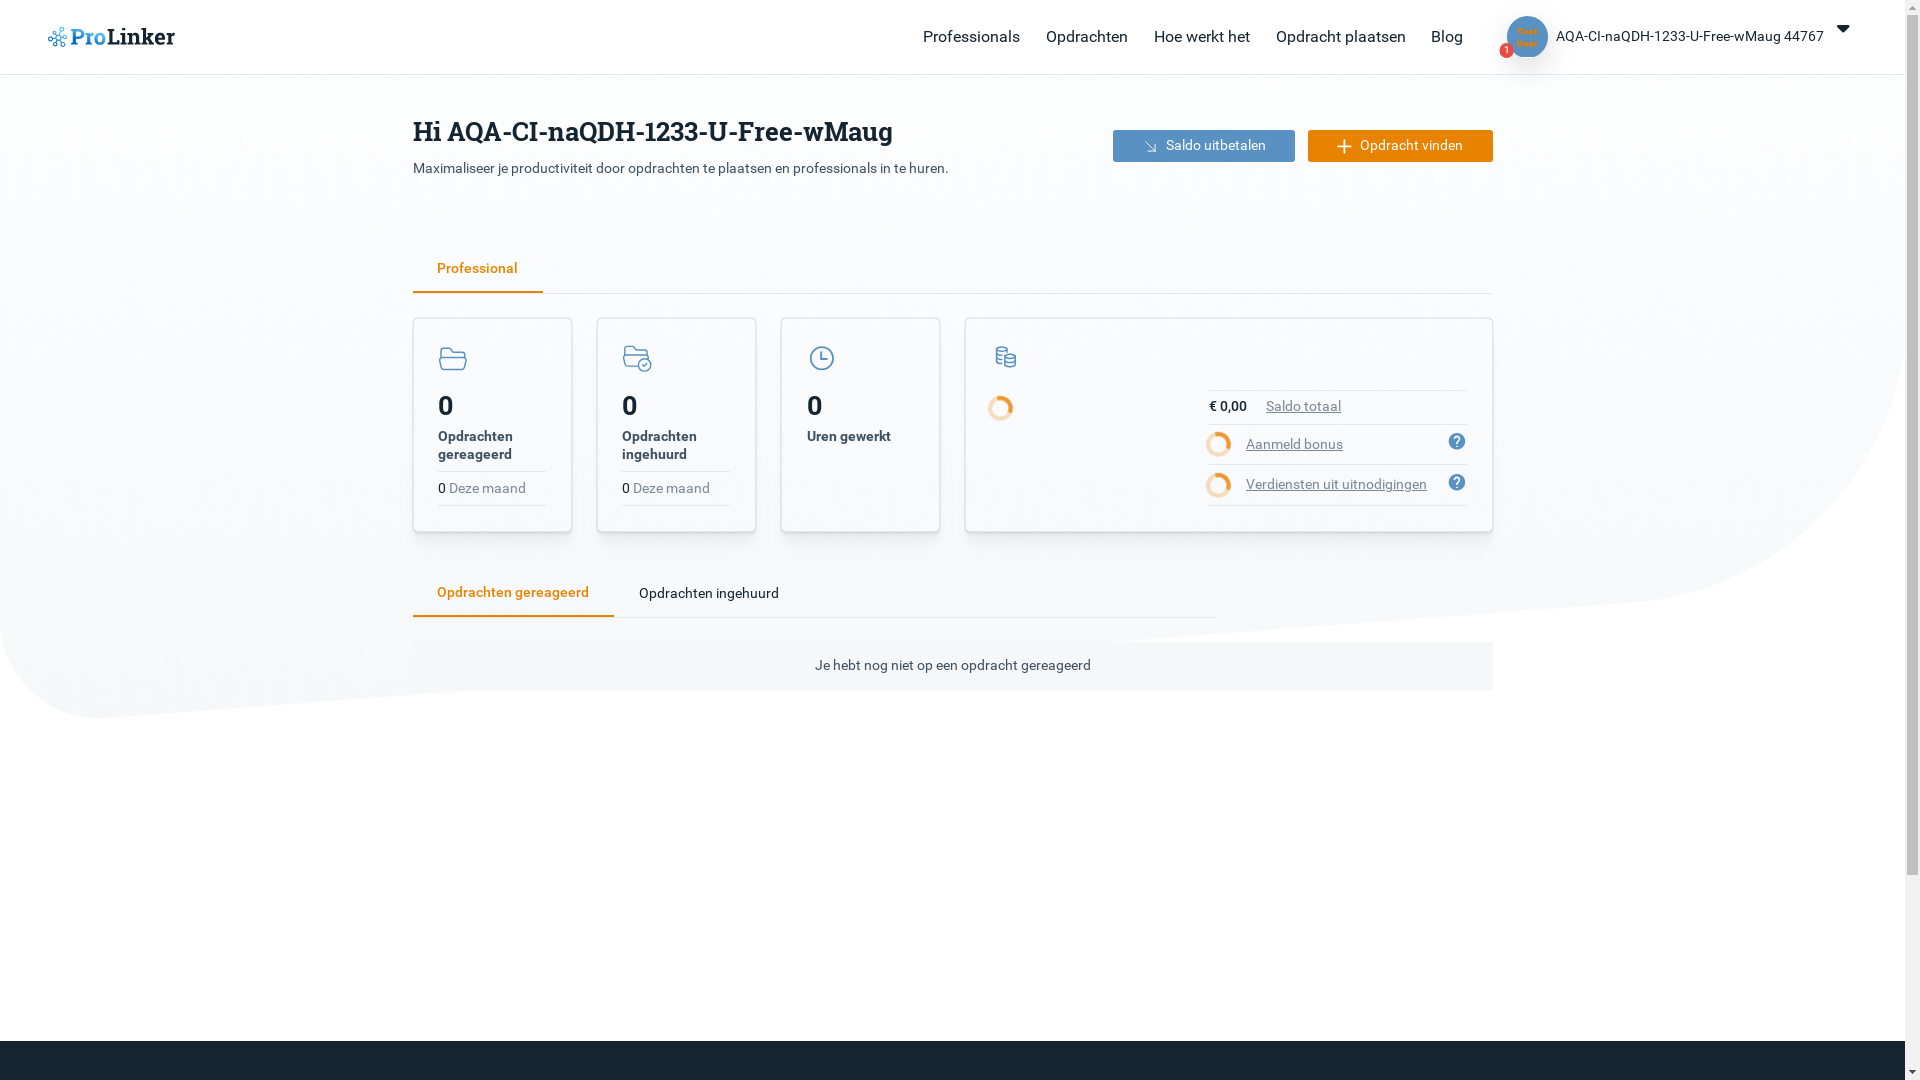 ProLinker
Professionals
Opdrachten
Hoe werkt het
Opdracht plaatsen
Blog
1
AQA-CI-naQDH-1233-U-Free-wMaug 44767
Hi AQA-CI-naQDH-1233-U-Free-wMaug
Maximaliseer je productiviteit door opdrachten te plaatsen en professionals in te huren.
Saldo uitbetalen
Opdracht vinden
Professional
0
Opdrachten
gereageerd
0 Deze maand
0
Opdrachten
ingehuurd
0 Deze maand
0
Uren gewerkt
€ 0,00 Saldo totaal
Aanmeld bonus
Verdiensten uit uitnodigingen
Opdrachten gereageerd
Opdrachten ingehuurd
Je hebt nog niet op een opdracht gereageerd